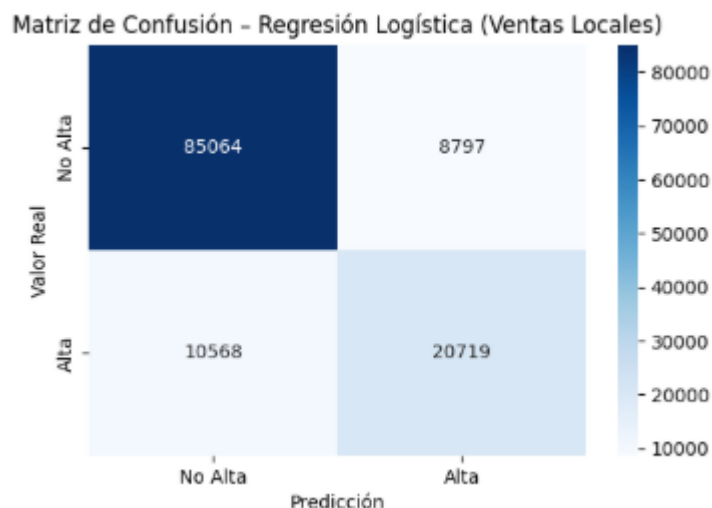 Matriz de Confusión – Regresión Logística (Ventas Locales)
80000
70000
60000
50000
40000
30000
20000
10000
No Alta
85064
8797
Valor Real
Alta
10568
20719
No Alta
Alta
Predicción